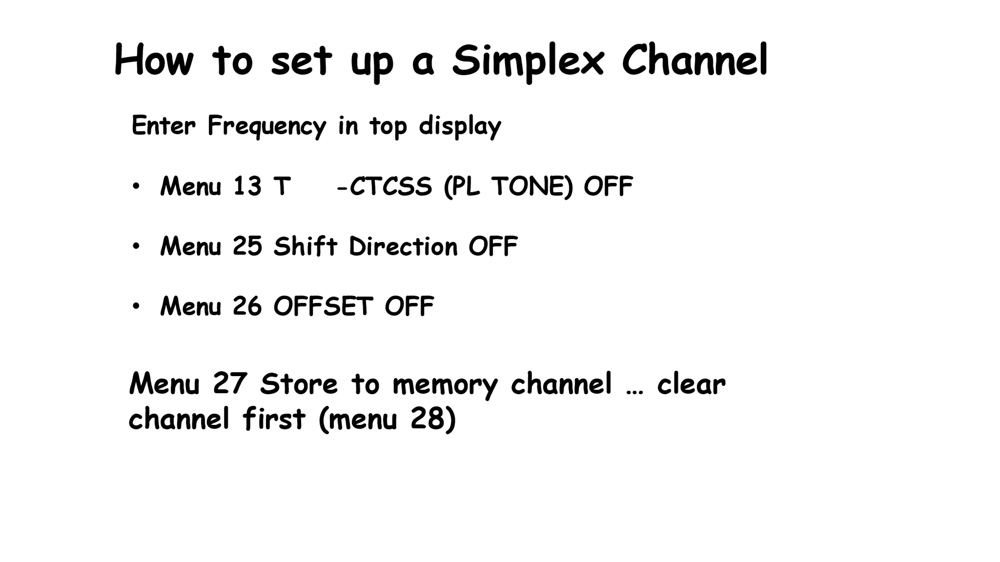 How to set up a Simplex Channel
Enter Frequency in top display
• Menu 13 T -CTCSS (PL TONE) OFF
• Menu 25 Shift Direction OFF
• Menu 26 OFFSET OFF
Menu 27 Store to memory channel … clear
channel first (menu 28)